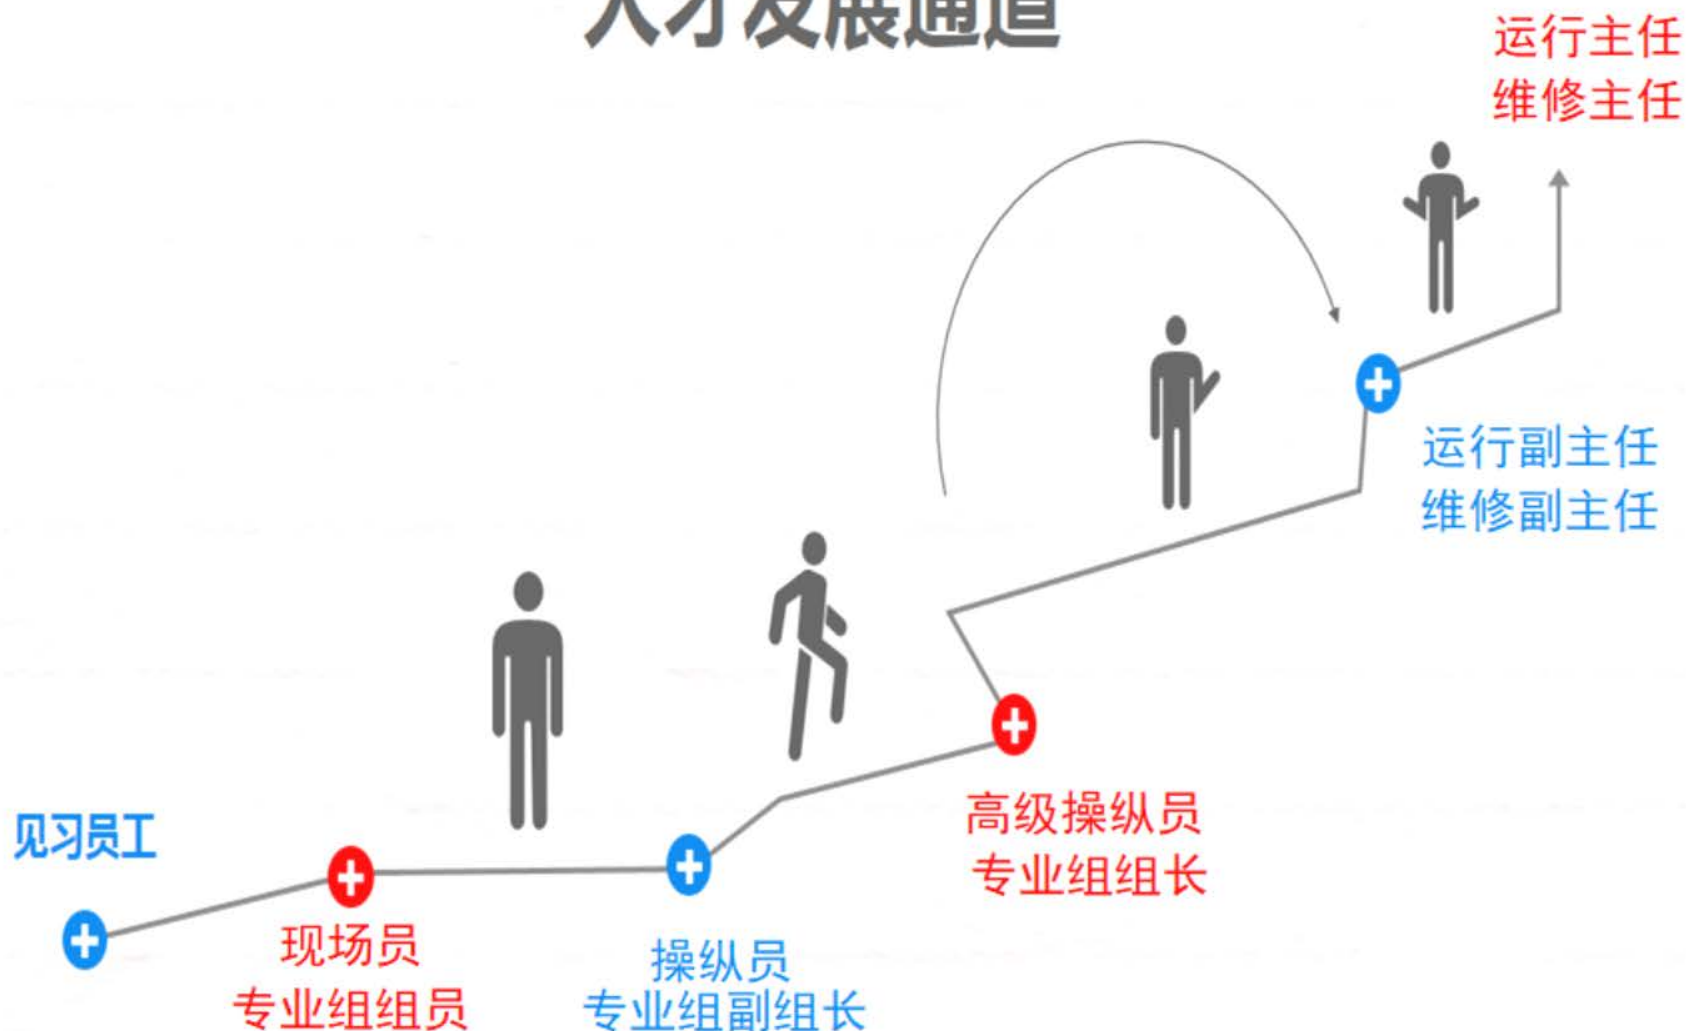 人才发展通道
运行主任
维修主任
运行副主任
维修副主任
高级操纵员
专业组组长
见习员工
现场员
专业组组员
操纵员
专业组副组长